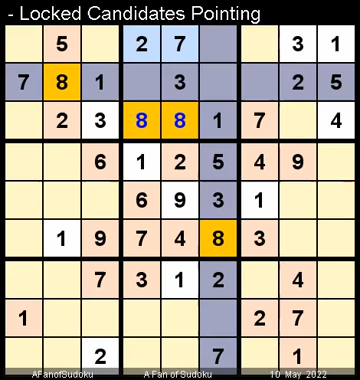 - Locked Candidates Pointing
5 2 7 3 1
7 8 1 3 2 5
2 3 8 8 1 7 4
6 1 2 5 4 9
6 9 3 1
1 9 7 4 8 3
7 3 1 2 4
1 2 7
2 7 1
AFanofSudoku A Fan of Sudoku 10 May 2022